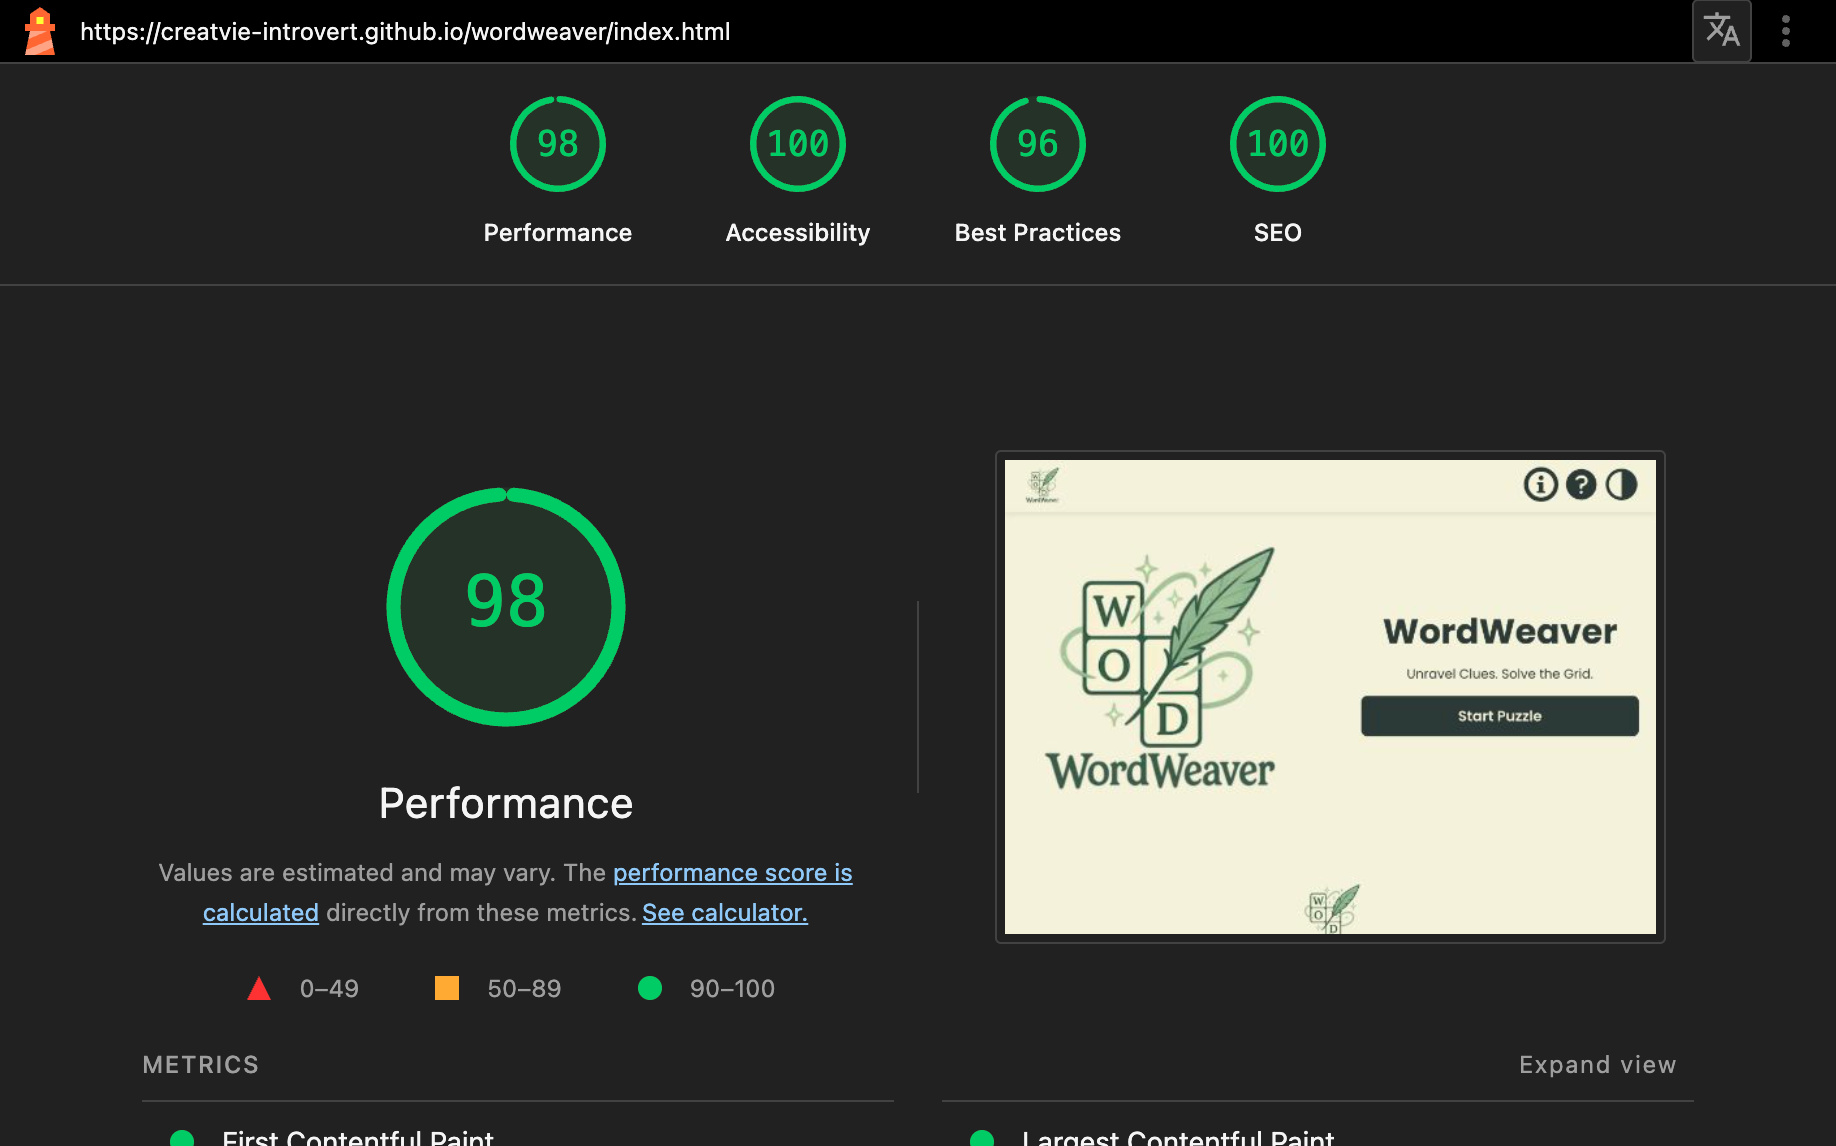 https://creatvie-introvert.github.io/wordweaver/index.html
98
100
96
100
Performance
Accessibility
Best Practices
SEO
98
Performance
Values are estimated and may vary. The performance score is
calculated directly from these metrics. See calculator.
0–49
50–89
90–100
WordWeaver
W
O
D
WordWeaver
WordWeaver
Unravel Clues. Solve the Grid.
Start Puzzle
W
O
D
METRICS
Expand view
First Contentful Paint
Largest Contentful Paint